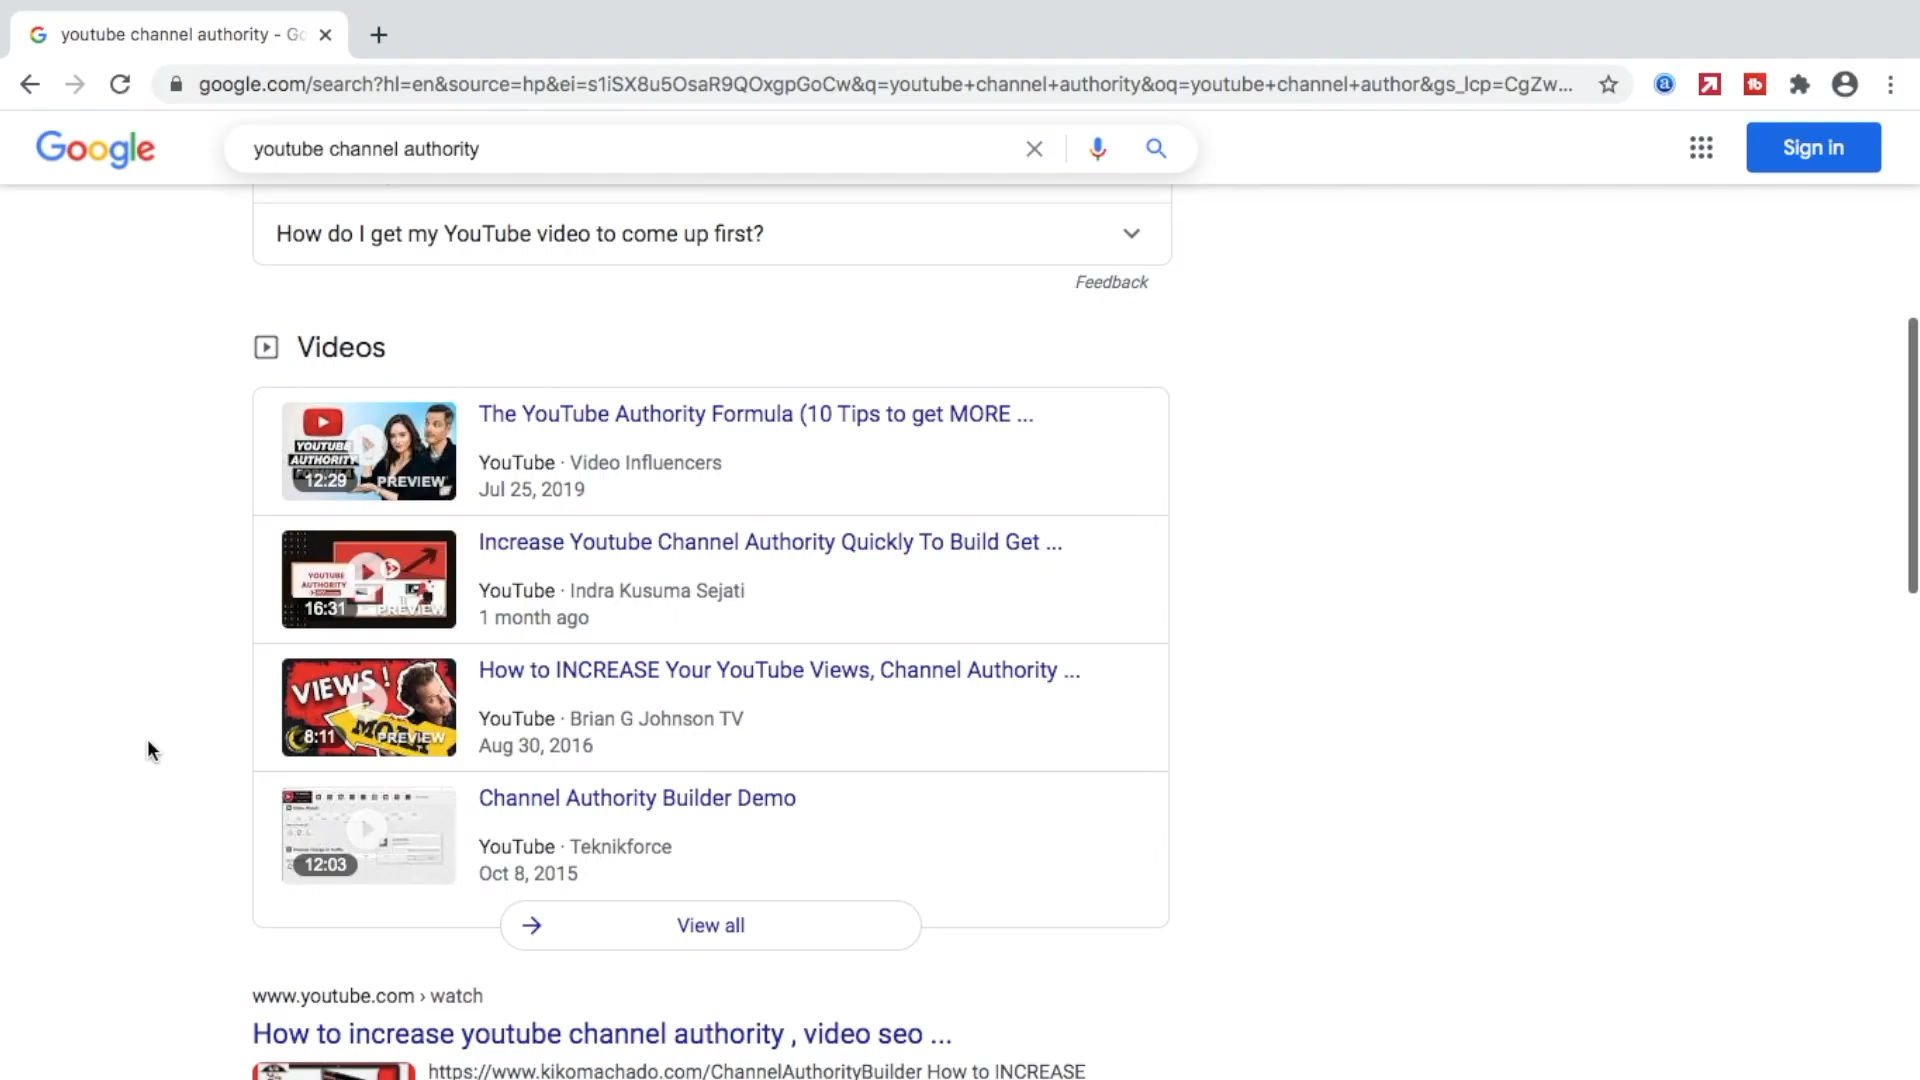 youtube channel authority - Go
google.com/search?hl=en&source=hp&ei=s1iSX8u5OsaR9QOxgpGoCw&q=youtube+channel+authority&oq=youtube+channel+author&gs_lcp=CgZw...
Google
youtube channel authority
Sign in
How do I get my YouTube video to come up first?
Feedback
Videos
YOUTUBE
AUTHORITY
FORMULA
12:29
PREVIEW
The YouTube Authority Formula (10 Tips to get MORE ...
YouTube · Video Influencers
Jul 25, 2019
YOUTUBE
AUTHORITY
16:31
PREVIEW
Increase Youtube Channel Authority Quickly To Build Get ...
YouTube · Indra Kusuma Sejati
1 month ago
VIEWS!
8:11
PREVIEW
How to INCREASE Your YouTube Views, Channel Authority ...
YouTube · Brian G Johnson TV
Aug 30, 2016
12:03
Channel Authority Builder Demo
YouTube · Teknikforce
Oct 8, 2015
View all
www.youtube.com › watch
How to increase youtube channel authority , video seo ...
https://www.kikomachado.com/ChannelAuthorityBuilder How to INCREASE